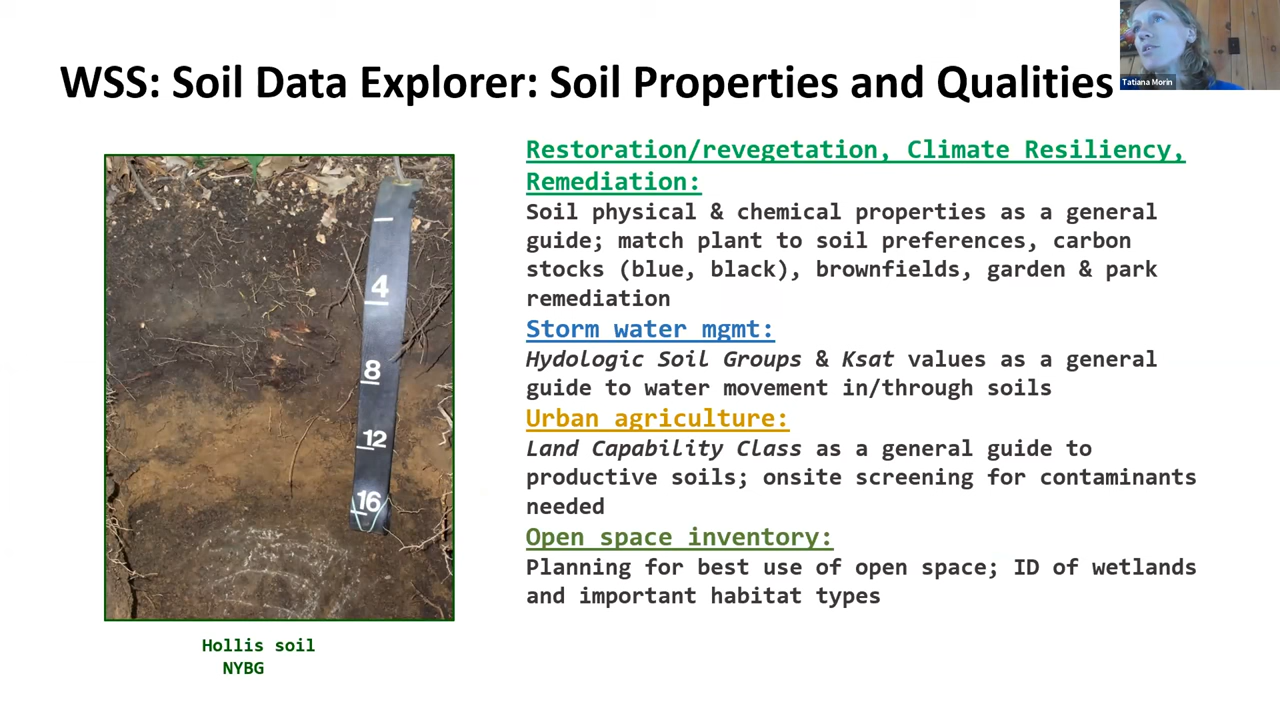 WSS: Soil Data Explorer: Soil Properties and Qualities
Tatiana Morin
4
8
12
16
Hollis soil
NYBG
Restoration/revegetation, Climate Resiliency,
Remediation:
Soil physical & chemical properties as a general
guide; match plant to soil preferences, carbon
stocks (blue, black), brownfields, garden & park
remediation
Storm water mgmt:
Hydologic Soil Groups & Ksat values as a general
guide to water movement in/through soils
Urban agriculture:
Land Capability Class as a general guide to
productive soils; onsite screening for contaminants
needed
Open space inventory:
Planning for best use of open space; ID of wetlands
and important habitat types